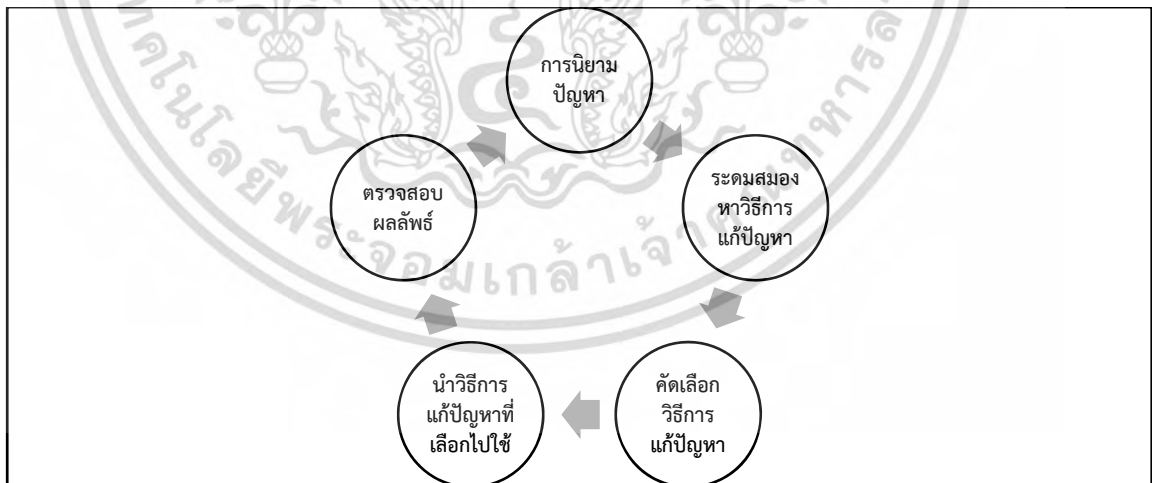 การนิยาม
ปัญหา
ระดมสมอง
หาวิธีการ
แก้ปัญหา
คัดเลือก
วิธีการ
แก้ปัญหา
นำวิธีการ
แก้ปัญหาที่
เลือกไปใช้
ตรวจสอบ
ผลลัพธ์